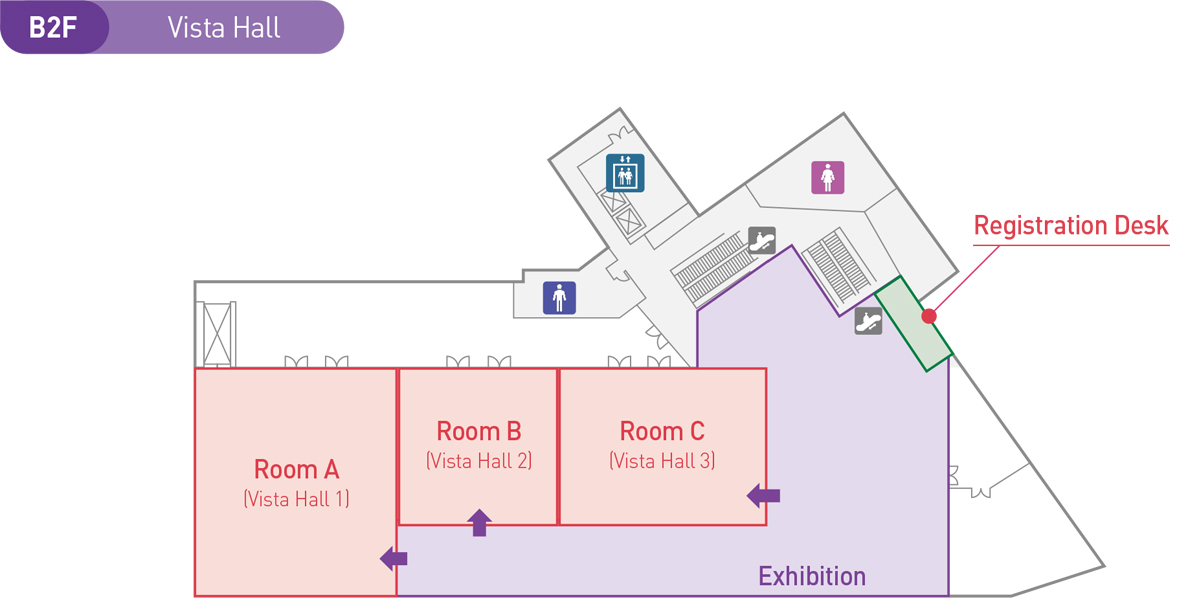 B2F
Vista Hall
Registration Desk
Room A
(Vista Hall 1)
Room B
(Vista Hall 2)
Room C
(Vista Hall 3)
Exhibition